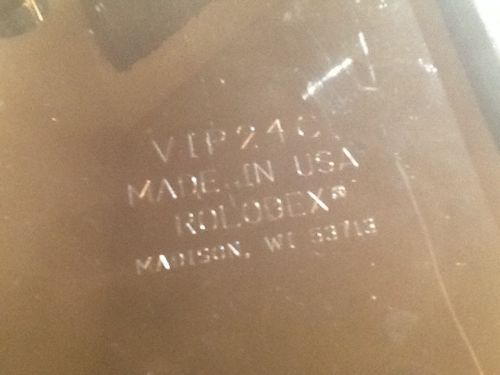 VIP24C
MADE IN USA
ROLODEX®
MADISON, WI 53713